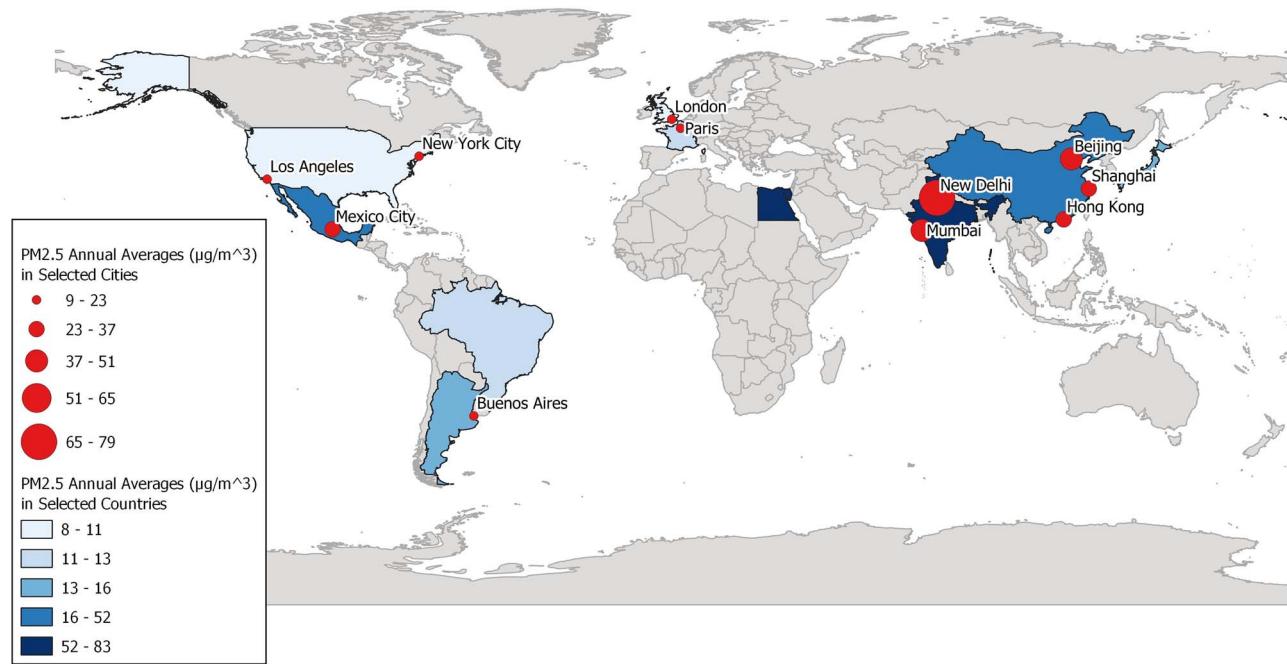 London
Paris
New York City
Los Angeles
Beijing
Shanghai
New Delhi
Hong Kong
Mexico City
Mumbai
Buenos Aires
PM2.5 Annual Averages (µg/m^3)
in Selected Cities
9 - 23
23 - 37
37 - 51
51 - 65
65 - 79
PM2.5 Annual Averages (µg/m^3)
in Selected Countries
8 - 11
11 - 13
13 - 16
16 - 52
52 - 83